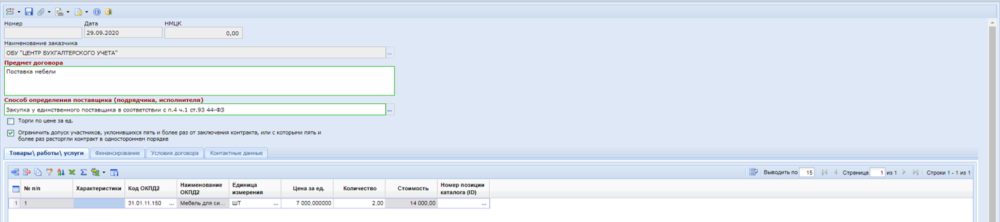 Номер Дата НМЦК
29.09.2020 0,00
Наименование заказчика
ОБУ "ЦЕНТР БУХГАЛТЕРСКОГО УЧЕТА" ...
Предмет договора
Поставка мебели
Способ определения поставщика (подрядчика, исполнителя)
Закупка у единственного поставщика в соответствии с п.4 ч.1 ст.93 44-ФЗ ...
Торги по цене за ед.
Ограничить допуск участников, уклонившихся пять и более раз от заключения контракта, или с которыми пять и
более раз расторгли контракт в одностороннем порядке
Товары\ работы\ услуги Финансирование Условия договора Контактные данные
Выводить по 15 Страница 1 из 1 Строки 1 - 1 из 1
№ п/п Характеристики Код ОКПД2 Наименование ОКПД2 Единица измерения Цена за ед. Количество Стоимость Номер позиции каталога (ID)
1 1 31.01.11.150 ... Мебель для си... ШТ ... 7 000,000000 2,00 14 000,00 ...